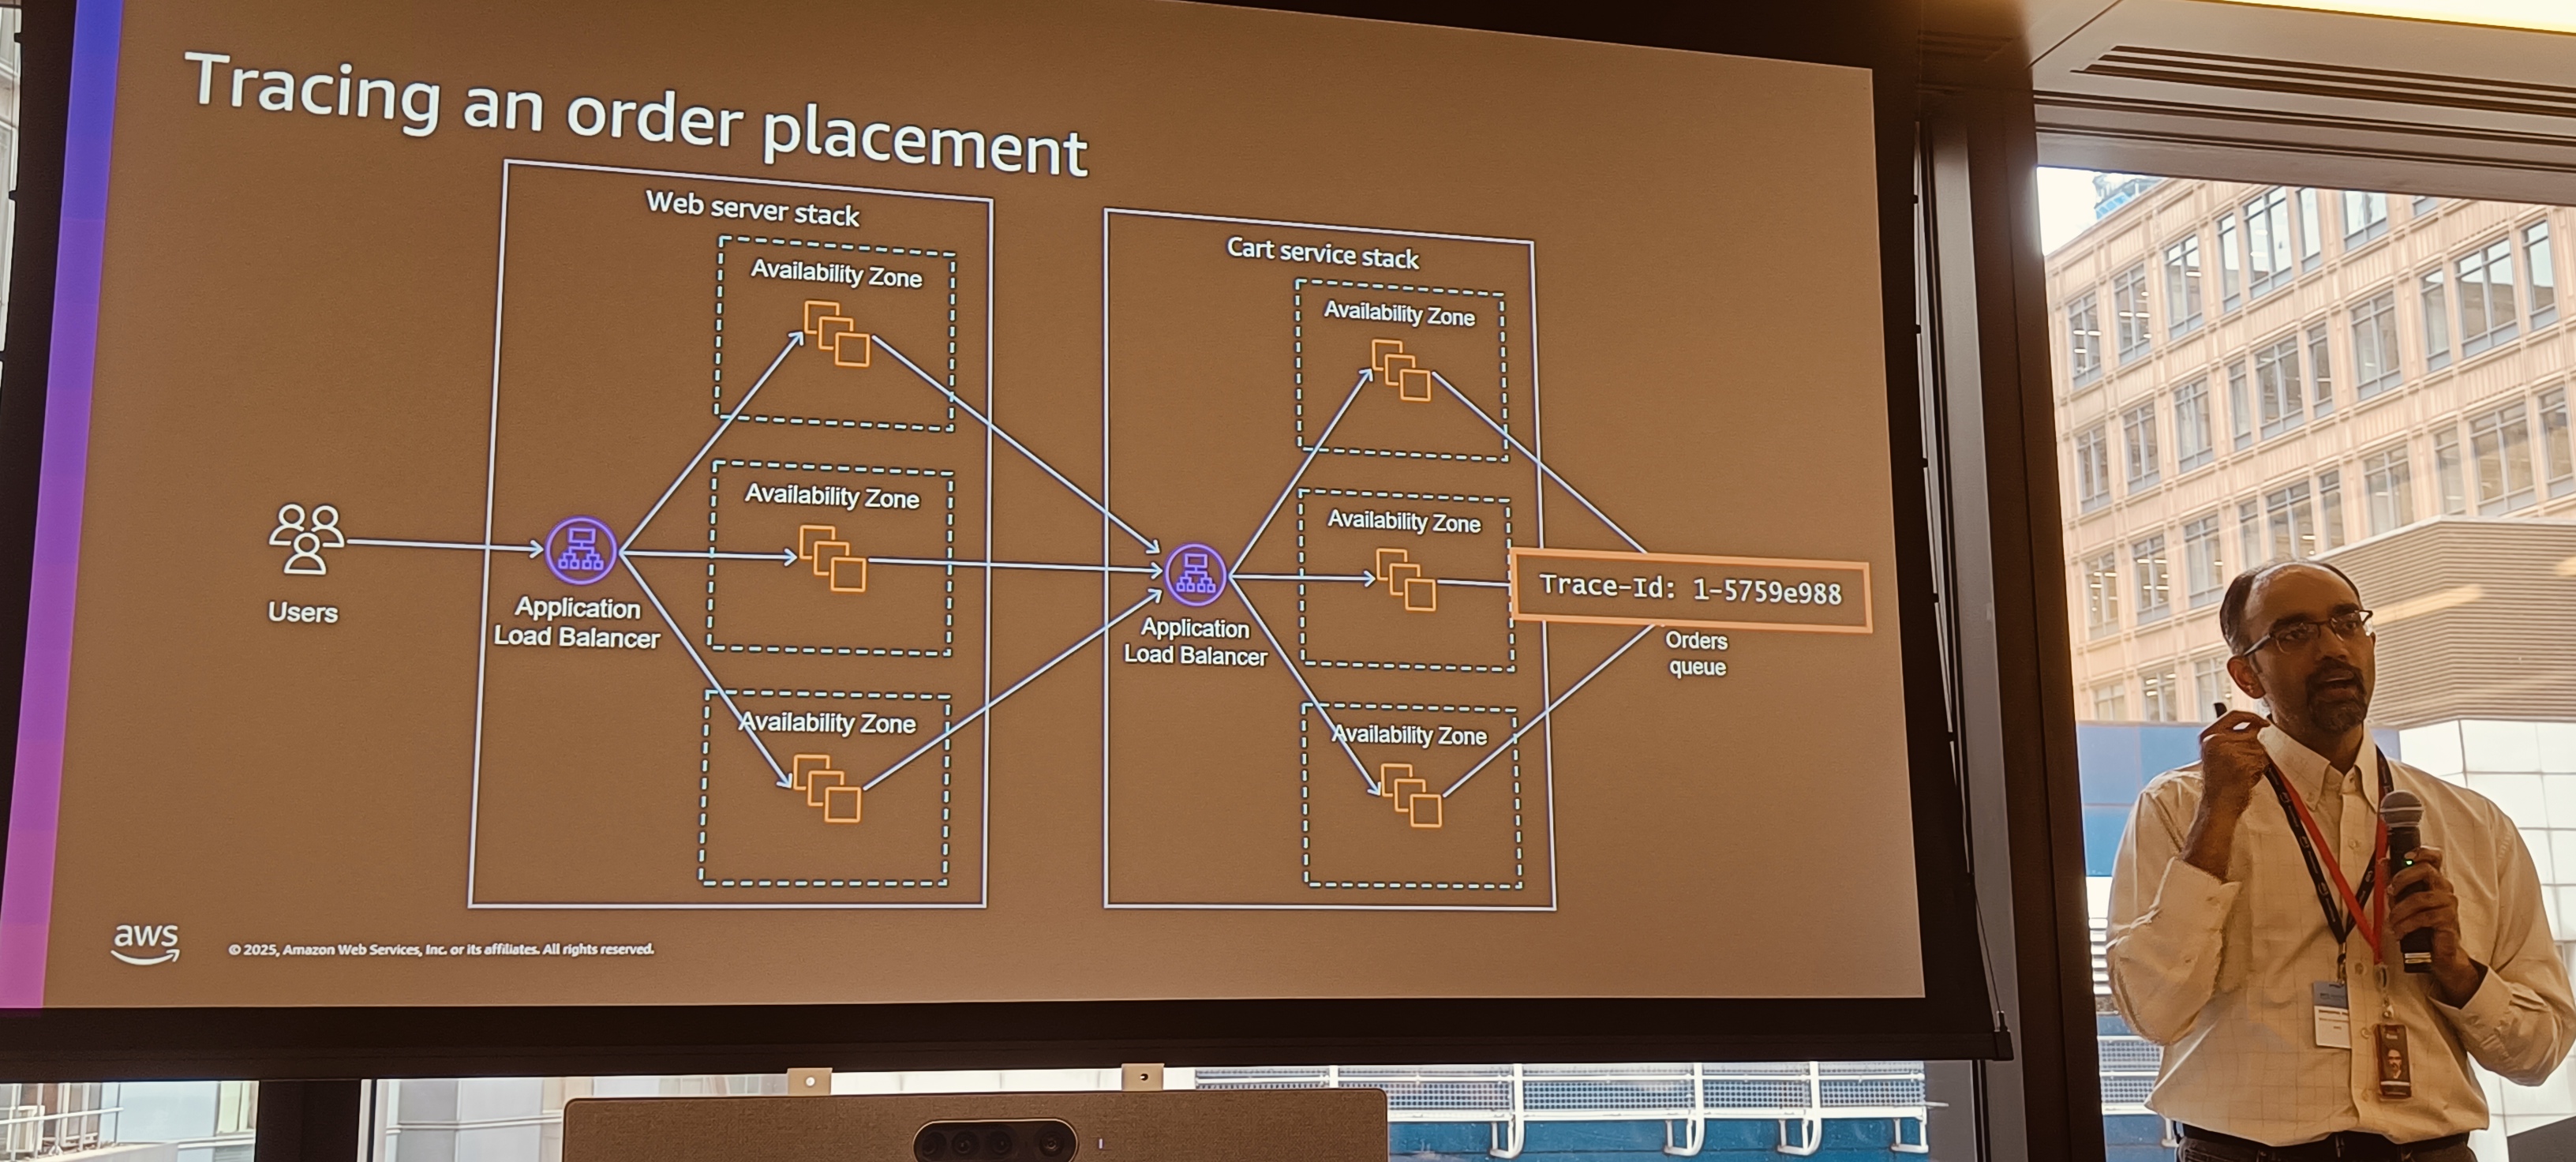 Tracing an order placement
Web server stack
Availability Zone
Availability Zone
Availability Zone
Users
Application
Load Balancer
Cart service stack
Availability Zone
Availability Zone
Availability Zone
Application
Load Balancer
Trace-Id: 1-5759e988
Orders
queue
aws
© 2025, Amazon Web Services, Inc. or its affiliates. All rights reserved.